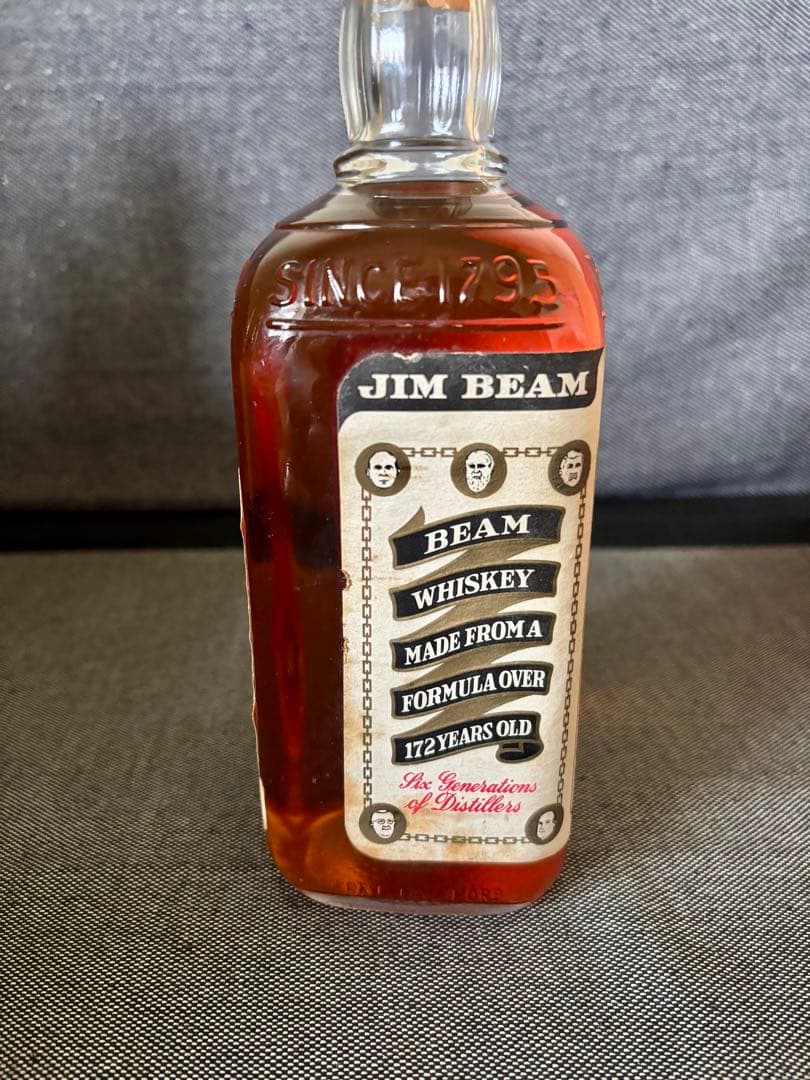 SINCE 1795
JIM BEAM
BEAM
WHISKEY
MADE FROM A
FORMULA OVER
172 YEARS OLD
Six Generations
of Distillers